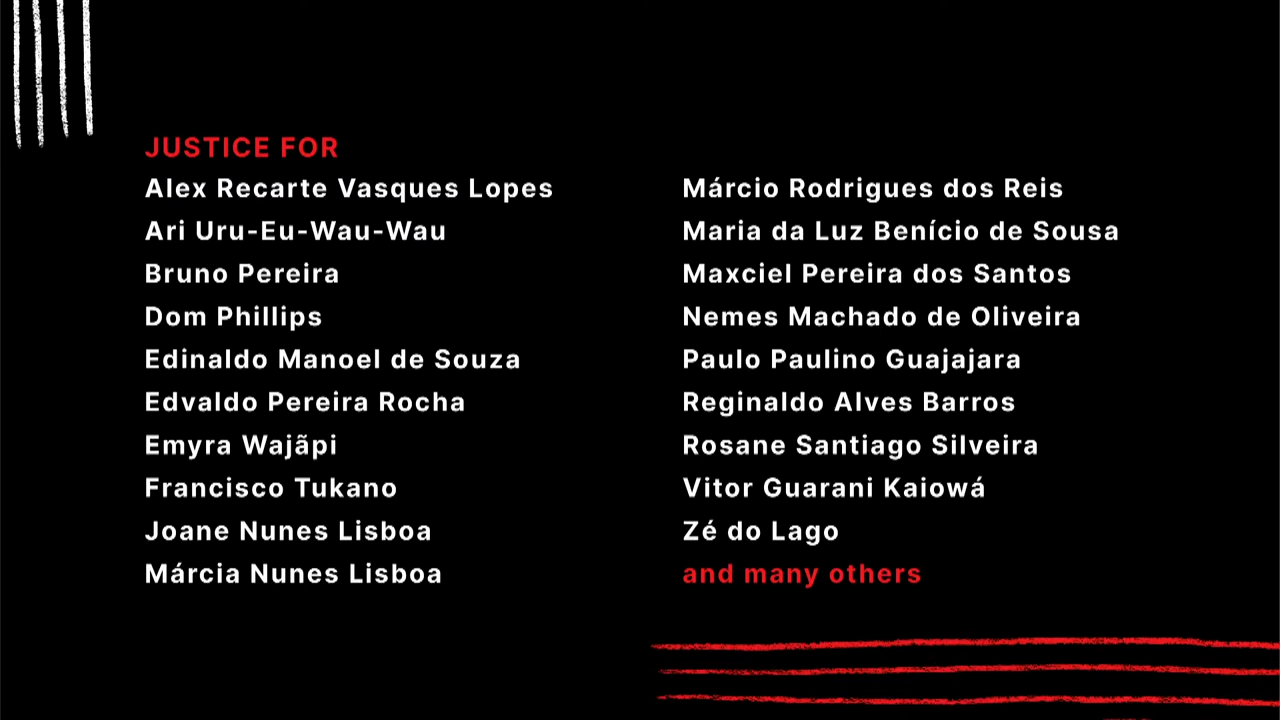 JUSTICE FOR
Alex Recarte Vasques Lopes
Ari Uru-Eu-Wau-Wau
Bruno Pereira
Dom Phillips
Edinaldo Manoel de Souza
Edvaldo Pereira Rocha
Emyra Wajãpi
Francisco Tukano
Joane Nunes Lisboa
Márcia Nunes Lisboa
Márcio Rodrigues dos Reis
Maria da Luz Benício de Sousa
Maxciel Pereira dos Santos
Nemes Machado de Oliveira
Paulo Paulino Guajajara
Reginaldo Alves Barros
Rosane Santiago Silveira
Vitor Guarani Kaiowá
Zé do Lago
and many others